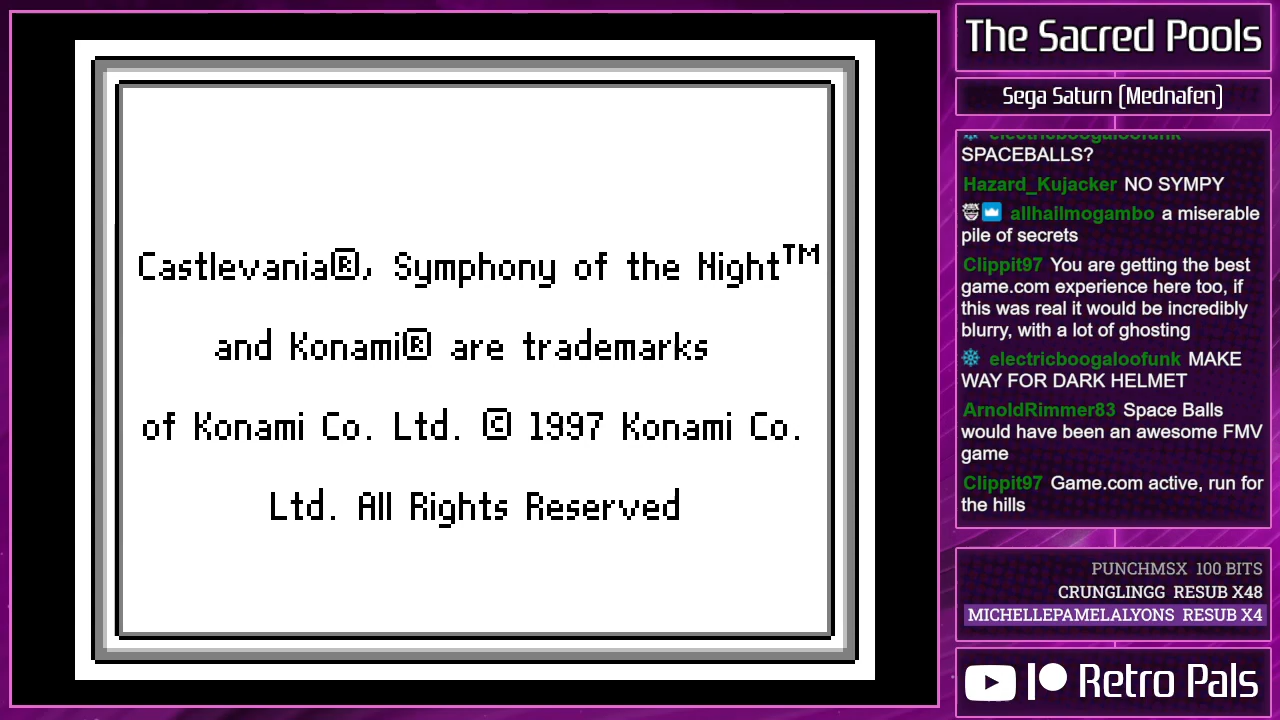 Castlevania®, Symphony of the Night™
and Konami® are trademarks
of Konami Co. Ltd. © 1997 Konami Co.
Ltd. All Rights Reserved
The Sacred Pools
Sega Saturn (Mednafen)
electricboogaloofunk
SPACEBALLS?
Hazard_Kujacker NO SYMPY
allhailmogambo a miserable
pile of secrets
Clippit97 You are getting the best
game.com experience here too, if
this was real it would be incredibly
blurry, with a lot of ghosting
electricboogaloofunk MAKE
WAY FOR DARK HELMET
ArnoldRimmer83 Space Balls
would have been an awesome FMV
game
Clippit97 Game.com active, run for
the hills
PUNCHMSX 100 BITS
CRUNGLINGG RESUB X48
MICHELLEPAMELALYONS RESUB X4
Retro Pals